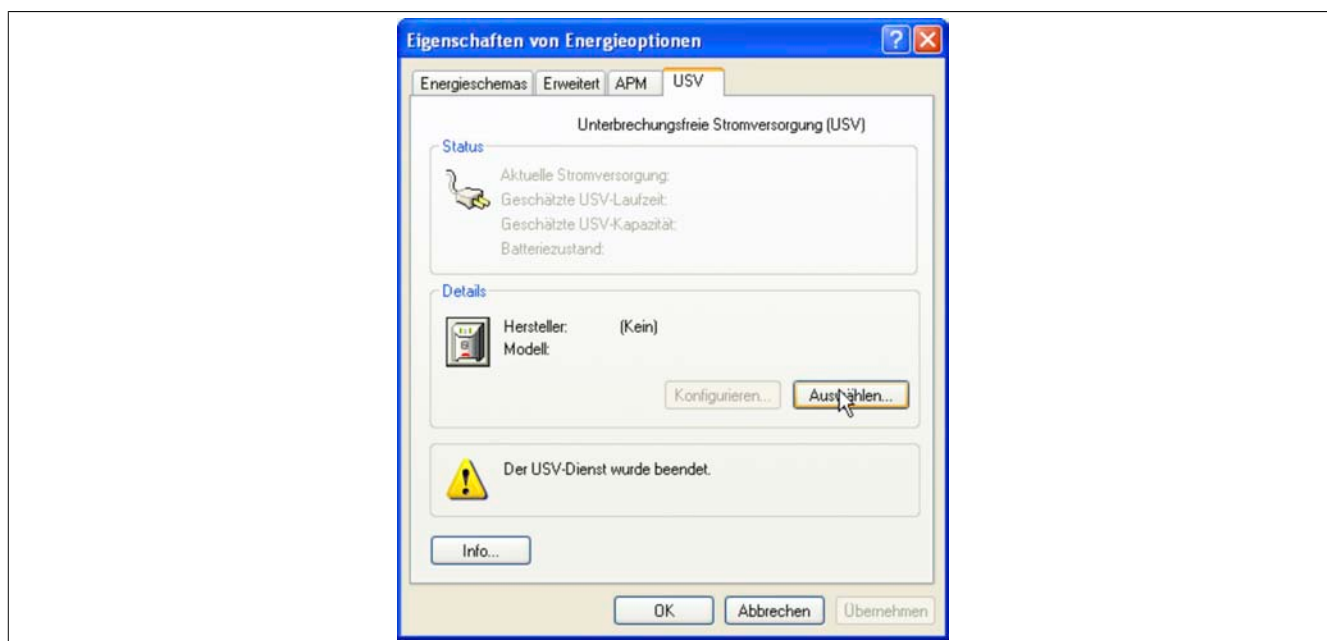 Eigenschaften von Energieoptionen
Energieschemas Erweitert APM USV
Unterbrechungsfreie Stromversorgung (USV)
Status
Aktuelle Stromversorgung:
Geschätzte USV-Laufzeit:
Geschätzte USV-Kapazität:
Batteriezustand:
Details
Hersteller: (Kein)
Modell:
Konfigurieren... Auswählen...
Der USV-Dienst wurde beendet.
Info...
OK Abbrechen Übernehmen